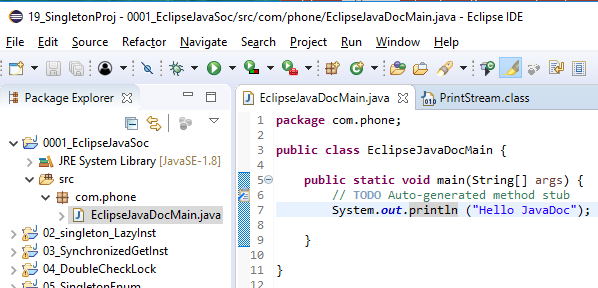 19_SingletonProj - 0001_EclipseJavaSoc/src/com/phone/EclipseJavaDocMain.java - Eclipse IDE
File Edit Source Refactor Navigate Search Project Run Window Help
Package Explorer
0001_EclipseJavaSoc
JRE System Library [JavaSE-1.8]
src
com.phone
EclipseJavaDocMain.java
02_singleton_LazyInst
03_SynchronizedGetInst
04_DoubleCheckLock
05_SingletonEnum
EclipseJavaDocMain.java PrintStream.class
1 package com.phone;
2
3 public class EclipseJavaDocMain {
4
5 public static void main(String[] args) {
6 // TODO Auto-generated method stub
7 System.out.println ("Hello JavaDoc");
8
9 }
10
11 }
12